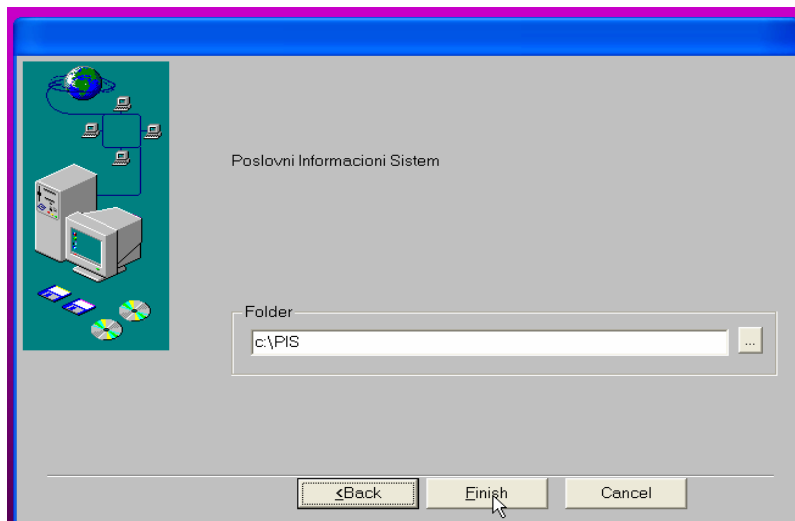 Poslovni Informacioni Sistem
Folder
c:\PIS
...
<Back
Finish
Cancel